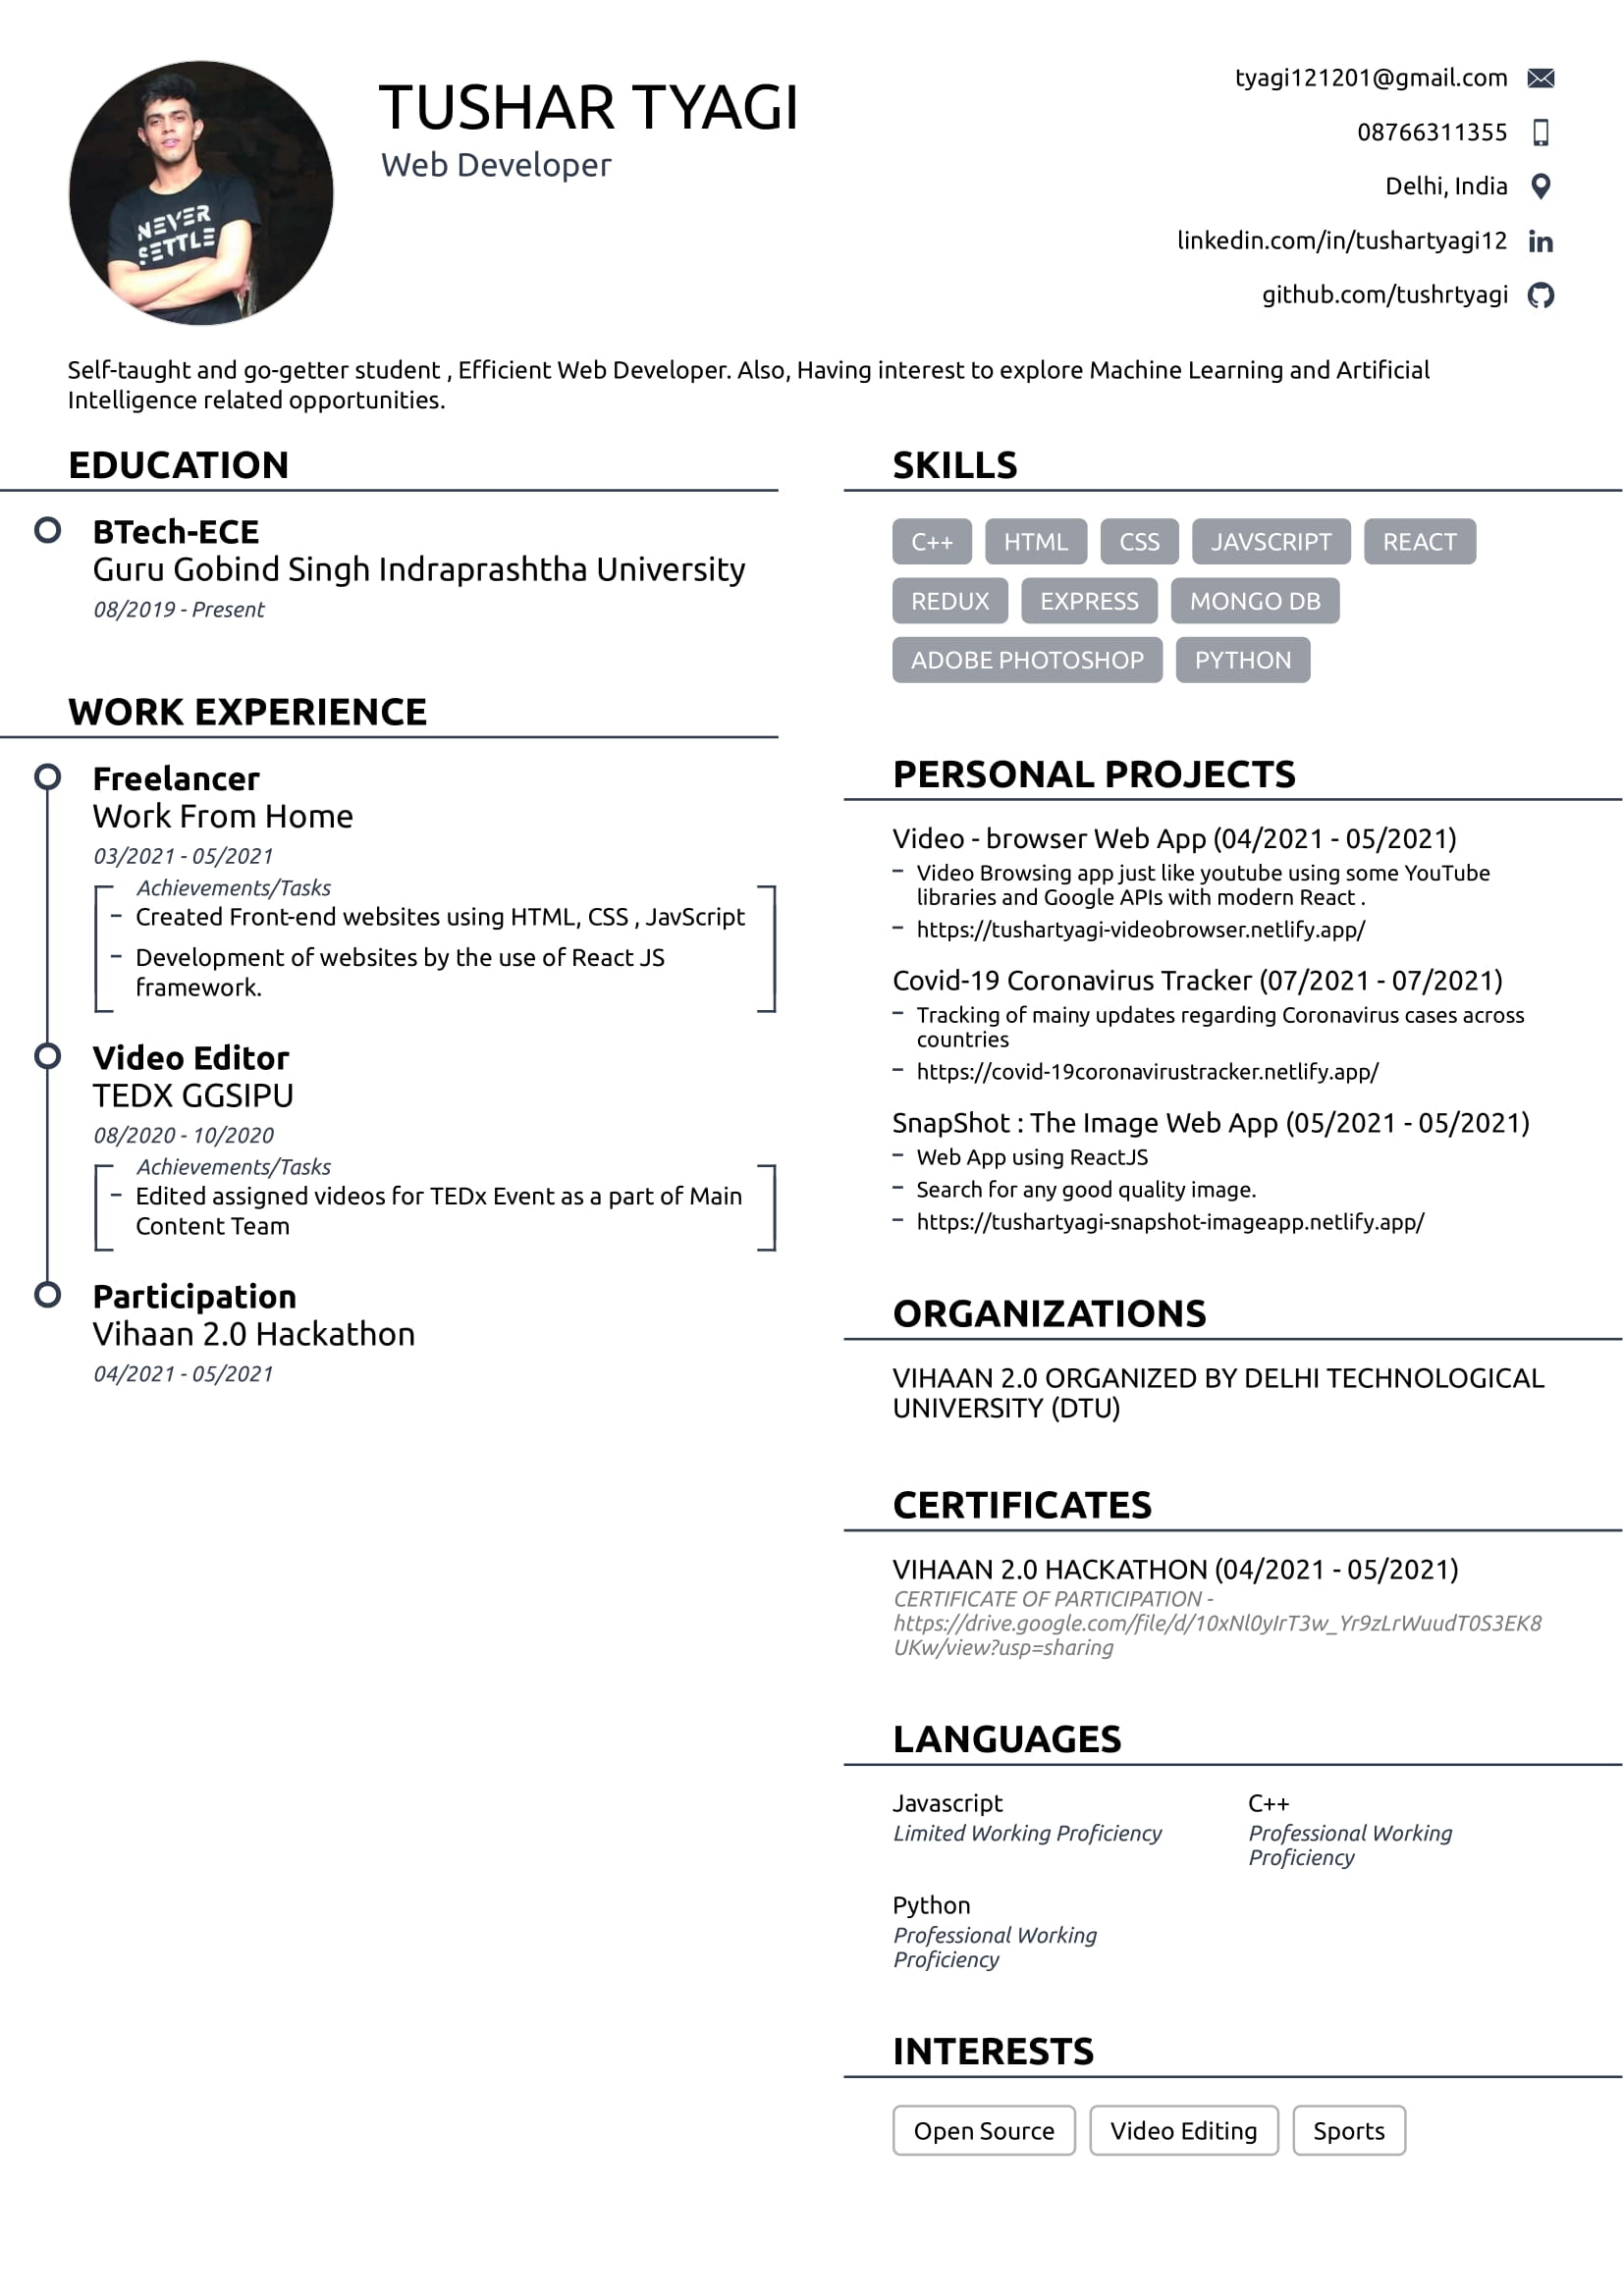 TUSHAR TYAGI
Web Developer
tyagi121201@gmail.com
08766311355
Delhi, India
linkedin.com/in/tushartyagi12
github.com/tushrtyagi
NEVER
SETTLE
Self-taught and go-getter student , Efficient Web Developer. Also, Having interest to explore Machine Learning and Artificial
Intelligence related opportunities.
EDUCATION
BTech-ECE
Guru Gobind Singh Indraprashtha University
08/2019 - Present
WORK EXPERIENCE
Freelancer
Work From Home
03/2021 - 05/2021
Achievements/Tasks
– Created Front-end websites using HTML, CSS , JavScript
– Development of websites by the use of React JS
framework.
Video Editor
TEDX GGSIPU
08/2020 - 10/2020
Achievements/Tasks
– Edited assigned videos for TEDx Event as a part of Main
Content Team
Participation
Vihaan 2.0 Hackathon
04/2021 - 05/2021
SKILLS
C++ HTML CSS JAVSCRIPT REACT
REDUX EXPRESS MONGO DB
ADOBE PHOTOSHOP PYTHON
PERSONAL PROJECTS
Video - browser Web App (04/2021 - 05/2021)
– Video Browsing app just like youtube using some YouTube
libraries and Google APIs with modern React .
– https://tushartyagi-videobrowser.netlify.app/
Covid-19 Coronavirus Tracker (07/2021 - 07/2021)
– Tracking of mainy updates regarding Coronavirus cases across
countries
– https://covid-19coronavirustracker.netlify.app/
SnapShot : The Image Web App (05/2021 - 05/2021)
– Web App using ReactJS
– Search for any good quality image.
– https://tushartyagi-snapshot-imageapp.netlify.app/
ORGANIZATIONS
VIHAAN 2.0 ORGANIZED BY DELHI TECHNOLOGICAL
UNIVERSITY (DTU)
CERTIFICATES
VIHAAN 2.0 HACKATHON (04/2021 - 05/2021)
CERTIFICATE OF PARTICIPATION -
https://drive.google.com/file/d/10xNl0yIrT3w_Yr9zLrWuudT0S3EK8
UKw/view?usp=sharing
LANGUAGES
Javascript
Limited Working Proficiency
C++
Professional Working
Proficiency
Python
Professional Working
Proficiency
INTERESTS
Open Source Video Editing Sports